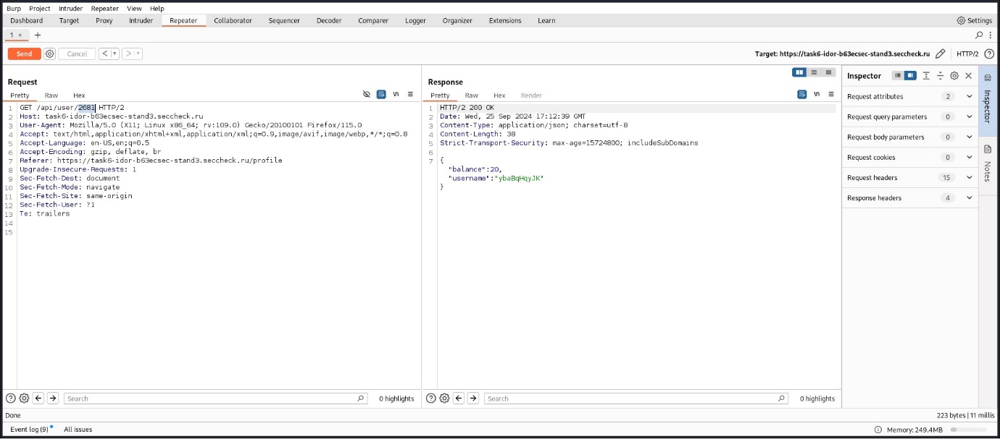 Burp Project Intruder Repeater View Help
Dashboard Target Proxy Intruder Repeater Collaborator Sequencer Decoder Comparer Logger Organizer Extensions Learn Settings
1 × +
Send Cancel < > Target: https://task6-idor-b63ecsec-stand3.seccheck.ru HTTP/2
Request
Pretty Raw Hex \n
1 GET /api/user/2681 HTTP/2
2 Host: task6-idor-b63ecsec-stand3.seccheck.ru
3 User-Agent: Mozilla/5.0 (X11; Linux x86_64; rv:109.0) Gecko/20100101 Firefox/115.0
4 Accept: text/html,application/xhtml+xml,application/xml;q=0.9,image/avif,image/webp,*/*;q=0.8
5 Accept-Language: en-US,en;q=0.5
6 Accept-Encoding: gzip, deflate, br
7 Referer: https://task6-idor-b63ecsec-stand3.seccheck.ru/profile
8 Upgrade-Insecure-Requests: 1
9 Sec-Fetch-Dest: document
10 Sec-Fetch-Mode: navigate
11 Sec-Fetch-Site: same-origin
12 Sec-Fetch-User: ?1
13 Te: trailers
14
15
Search 0 highlights
Response
Pretty Raw Hex Render \n
1 HTTP/2 200 OK
2 Date: Wed, 25 Sep 2024 17:12:39 GMT
3 Content-Type: application/json; charset=utf-8
4 Content-Length: 38
5 Strict-Transport-Security: max-age=15724800; includeSubDomains
6
7 {
"balance":20,
"username":"ybaBqHqyJK"
}
Search 0 highlights
Inspector
Request attributes 2
Request query parameters 0
Request body parameters 0
Request cookies 0
Request headers 15
Response headers 4
Inspector
Notes
Done 223 bytes | 11 millis
Event log (9) All issues Memory: 249.4MB